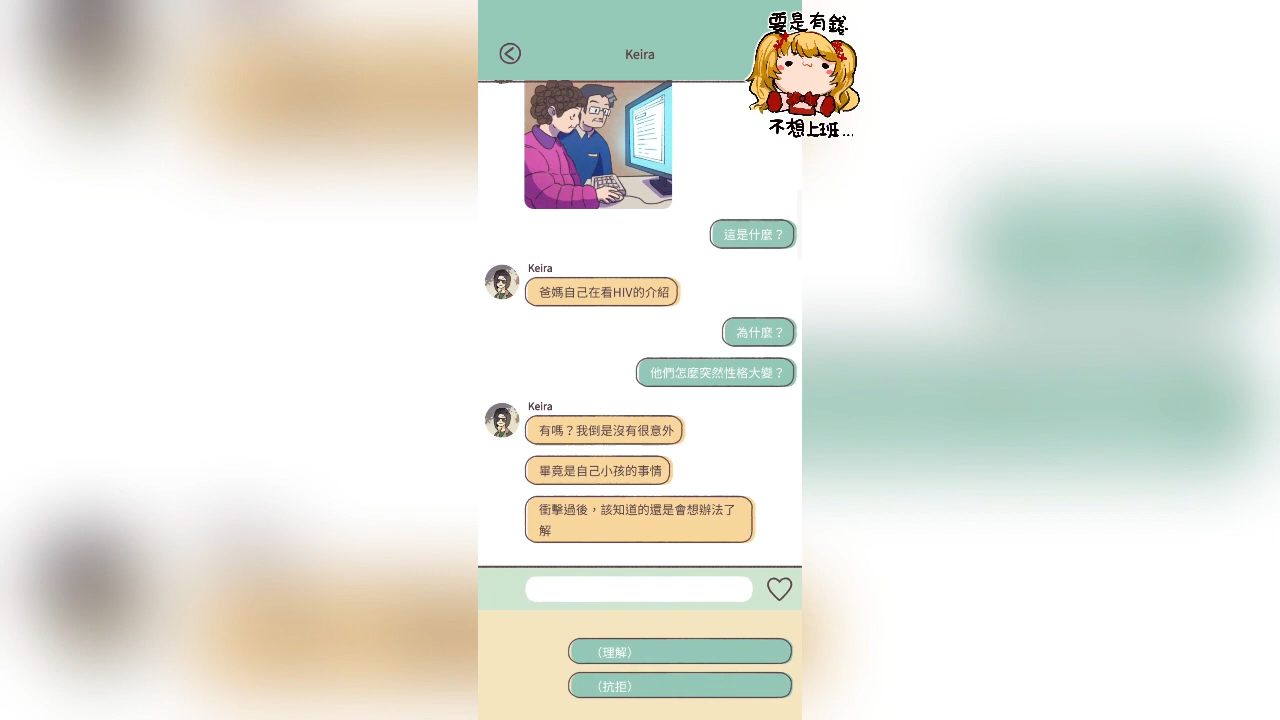 要是有錢
Keira
不想上班...
這是什麼？
Keira
爸媽自己在看HIV的介紹
為什麼？
他們怎麼突然性格大變？
Keira
有嗎？我倒是沒有很意外
畢竟是自己小孩的事情
衝擊過後，該知道的還是會想辦法了
解
（理解）
（抗拒）